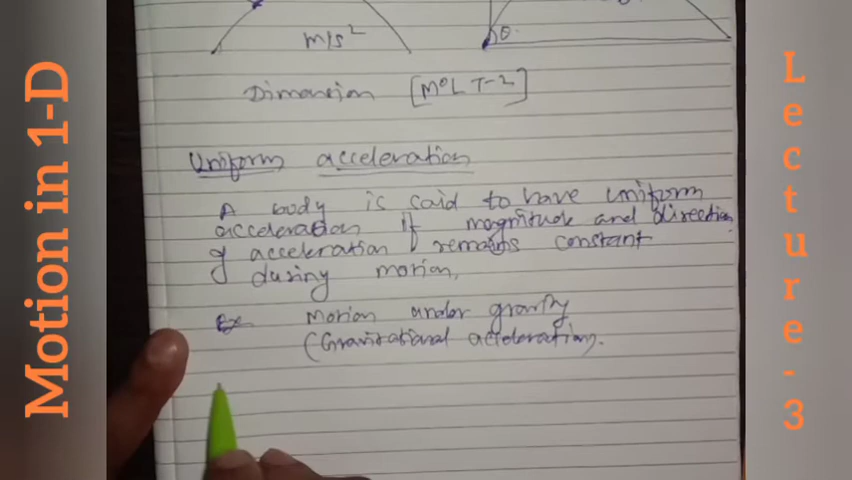 Motion in 1-D
Lecture-3
θ
m/s²
Dimension [M⁰L T-2]
Uniform acceleration
A body is said to have uniform
acceleration if magnitude and direction
of acceleration remains constant
during motion,
Ex Motion under gravity
(Gravitational acceleration).